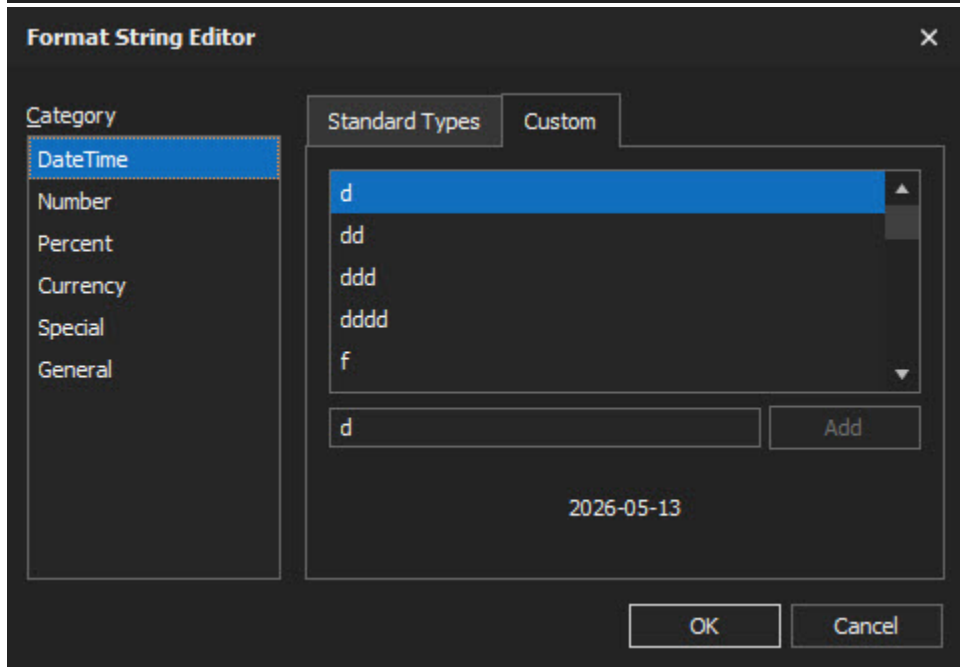 Format String Editor
Category
DateTime
Number
Percent
Currency
Special
General
Standard Types
Custom
d
dd
ddd
dddd
f
d
Add
2026-05-13
OK
Cancel